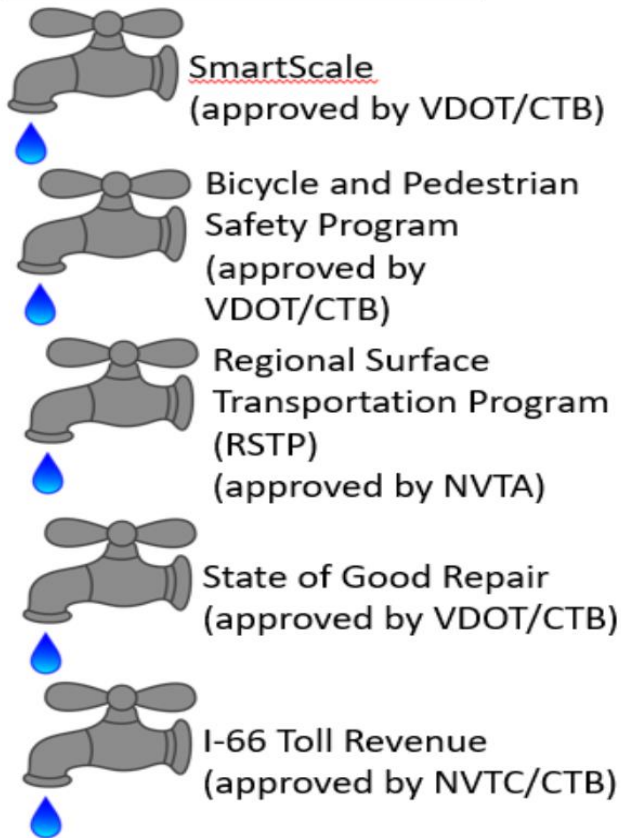 SmartScale
(approved by VDOT/CTB)
Bicycle and Pedestrian
Safety Program
(approved by
VDOT/CTB)
Regional Surface
Transportation Program
(RSTP)
(approved by NVTA)
State of Good Repair
(approved by VDOT/CTB)
I-66 Toll Revenue
(approved by NVTC/CTB)